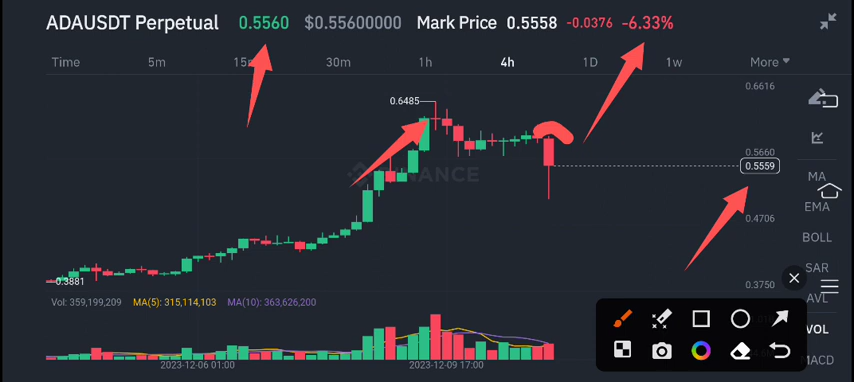 ADAUSDT Perpetual 0.5560 $0.55600000 Mark Price 0.5558 -0.0376 -6.33%
Time 5m 15m 30m 1h 4h 1D 1w More
0.6616
0.6485
0.5660
0.5559
MA
BINANCE
EMA
0.4706
BOLL
SAR
0.3881
0.3750
AVL
Vol: 359,199,209 MA(5): 315,114,103 MA(10): 363,626,200
VOL
MACD
2023-12-06 01:00 2023-12-09 17:00